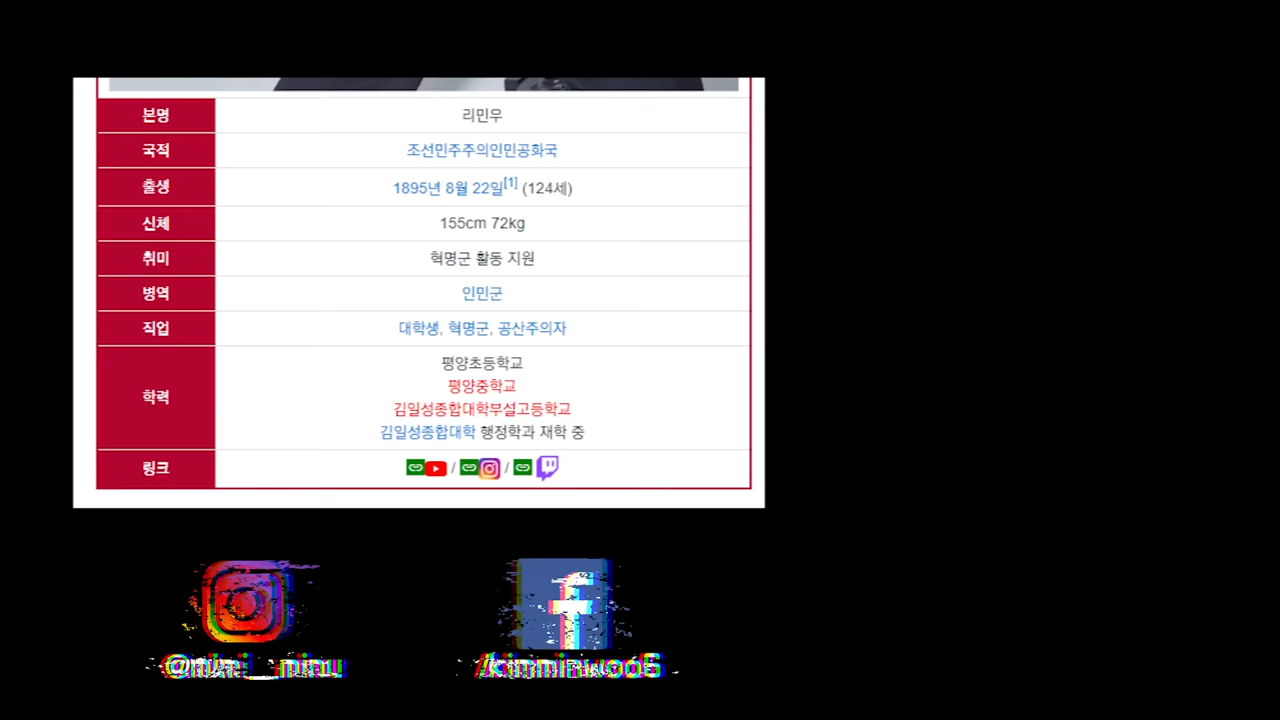 본명 리민우
국적 조선민주주의인민공화국
출생 1895년 8월 22일[1] (124세)
신체 155cm 72kg
취미 혁명군 활동 지원
병역 인민군
직업 대학생, 혁명군, 공산주의자
학력 평양초등학교
평양중학교
김일성종합대학부설고등학교
김일성종합대학 행정학과 재학 중
링크 / /